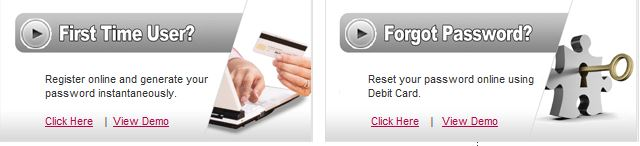 First Time User?
Register online and generate your
password instantaneously.
Click Here | View Demo
Forgot Password?
Reset your password online using
Debit Card.
Click Here | View Demo